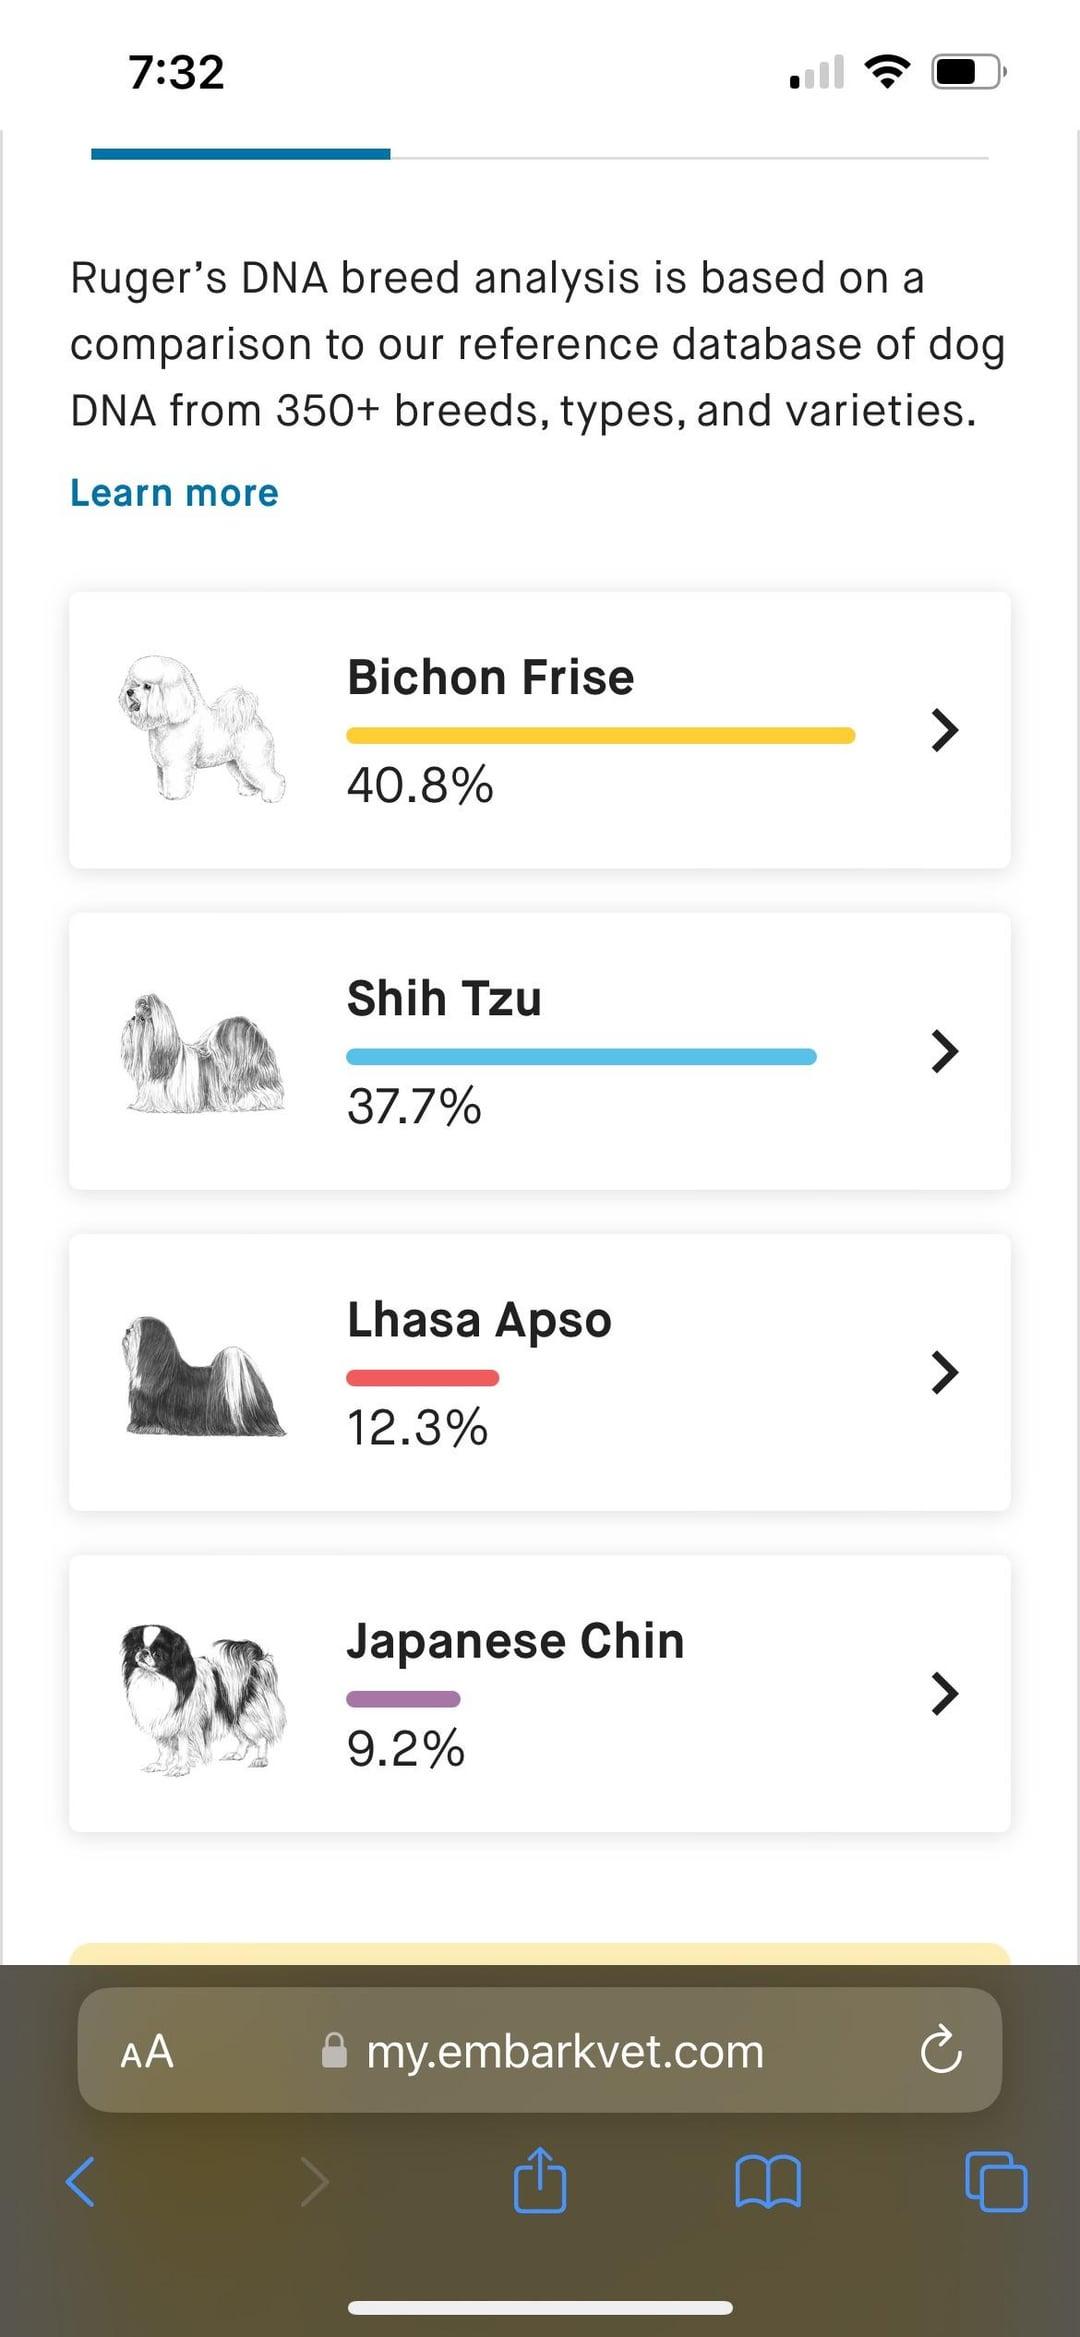 7:32
Ruger’s DNA breed analysis is based on a
comparison to our reference database of dog
DNA from 350+ breeds, types, and varieties.
Learn more
Bichon Frise
40.8%
Shih Tzu
37.7%
Lhasa Apso
12.3%
Japanese Chin
9.2%
AA my.embarkvet.com